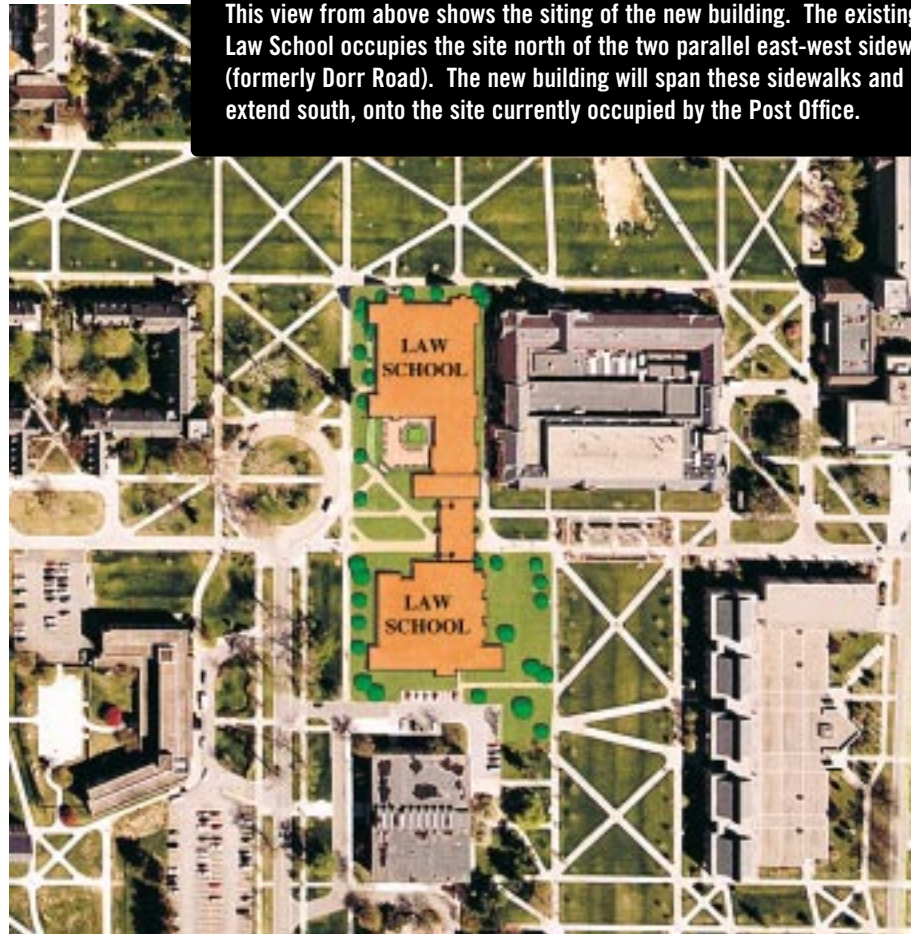 This view from above shows the siting of the new building. The existing
Law School occupies the site north of the two parallel east-west
(formerly Dorr Road). The new building will span these sidewalks and
extend south, onto the site currently occupied by the Post Office.
LAW
SCHOOL
LAW
SCHOOL